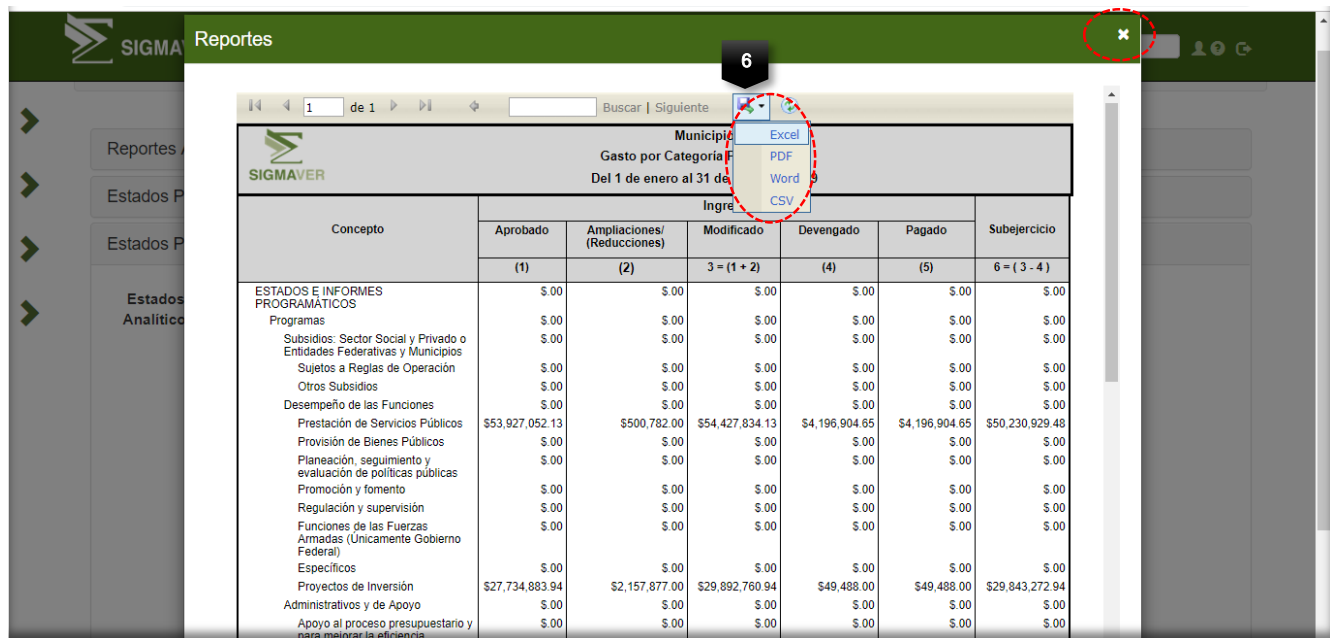 SIGMA
Reportes
6
1 de 1 Buscar | Siguiente
Excel
PDF
Word
CSV
SIGMAVER
Municipio
Gasto por Categoría P
Del 1 de enero al 31 de 9
Reportes
Estados P
Estados P
Estados
Analítico
Ingre
Concepto Aprobado Ampliaciones/ (Reducciones) Modificado Devengado Pagado Subejercicio
(1) (2) 3 = (1 + 2) (4) (5) 6 = ( 3 - 4 )
ESTADOS E INFORMES
PROGRAMÁTICOS $.00 $.00 $.00 $.00 $.00 $.00
Programas $.00 $.00 $.00 $.00 $.00 $.00
Subsidios: Sector Social y Privado o
Entidades Federativas y Municipios $.00 $.00 $.00 $.00 $.00 $.00
Sujetos a Reglas de Operación $.00 $.00 $.00 $.00 $.00 $.00
Otros Subsidios $.00 $.00 $.00 $.00 $.00 $.00
Desempeño de las Funciones $.00 $.00 $.00 $.00 $.00 $.00
Prestación de Servicios Públicos $53,927,052.13 $500,782.00 $54,427,834.13 $4,196,904.65 $4,196,904.65 $50,230,929.48
Provisión de Bienes Públicos $.00 $.00 $.00 $.00 $.00 $.00
Planeación, seguimiento y
evaluación de políticas públicas $.00 $.00 $.00 $.00 $.00 $.00
Promoción y fomento $.00 $.00 $.00 $.00 $.00 $.00
Regulación y supervisión $.00 $.00 $.00 $.00 $.00 $.00
Funciones de las Fuerzas
Armadas (Únicamente Gobierno
Federal) $.00 $.00 $.00 $.00 $.00 $.00
Específicos $.00 $.00 $.00 $.00 $.00 $.00
Proyectos de Inversión $27,734,883.94 $2,157,877.00 $29,892,760.94 $49,488.00 $49,488.00 $29,843,272.94
Administrativos y de Apoyo $.00 $.00 $.00 $.00 $.00 $.00
Apoyo al proceso presupuestario y
para mejorar la eficiencia $.00 $.00 $.00 $.00 $.00 $.00